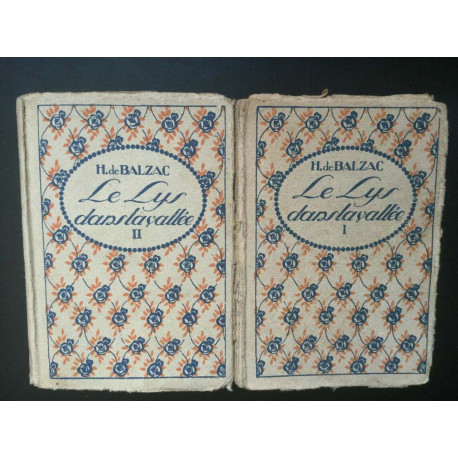 H. de BALZAC
Le Lys
dans la vallée
II
H. de BALZAC
Le Lys
dans la vallée
I